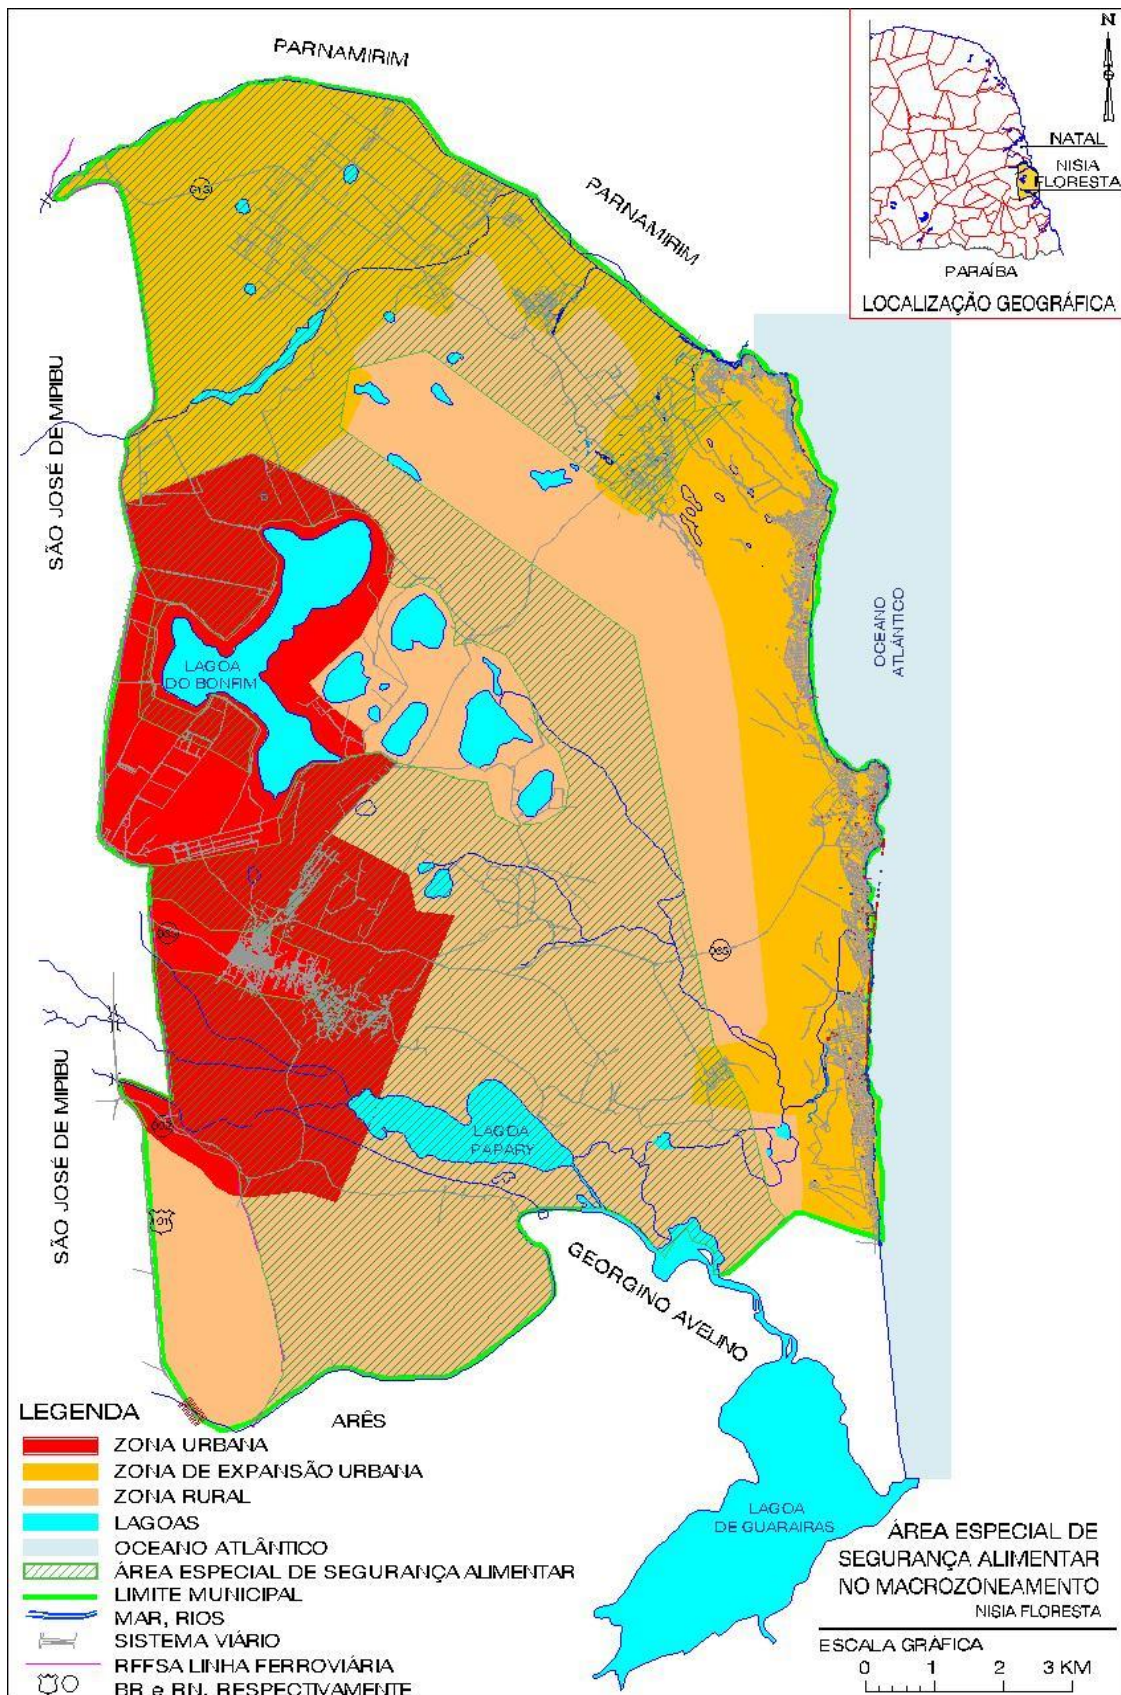 PARNAMIRIM
N
NATAL
NISIA
FLORESTA
PARAÍBA
LOCALIZAÇÃO GEOGRÁFICA
PARNAMIRIM
SÃO JOSÉ DE MIPIBU
OCEANO
ATLÂNTICO
LAGOA
DO BONFIM
063
SÃO JOSÉ DE MIPIBU
LAGOA
PAPARY
101
GEORGINO AVELINO
ARÊS
LAGOA
DE GUARAIRAS
LEGENDA
ZONA URBANA
ZONA DE EXPANSÃO URBANA
ZONA RURAL
LAGOAS
OCEANO ATLÂNTICO
ÁREA ESPECIAL DE SEGURANÇA ALIMENTAR
LIMITE MUNICIPAL
MAR, RIOS
SISTEMA VIÁRIO
RFFSA LINHA FERROVIÁRIA
BR e RN, RESPECTIVAMENTE
ÁREA ESPECIAL DE
SEGURANÇA ALIMENTAR
NO MACROZONEAMENTO
NISIA FLORESTA
ESCALA GRÁFICA
0 1 2 3 KM